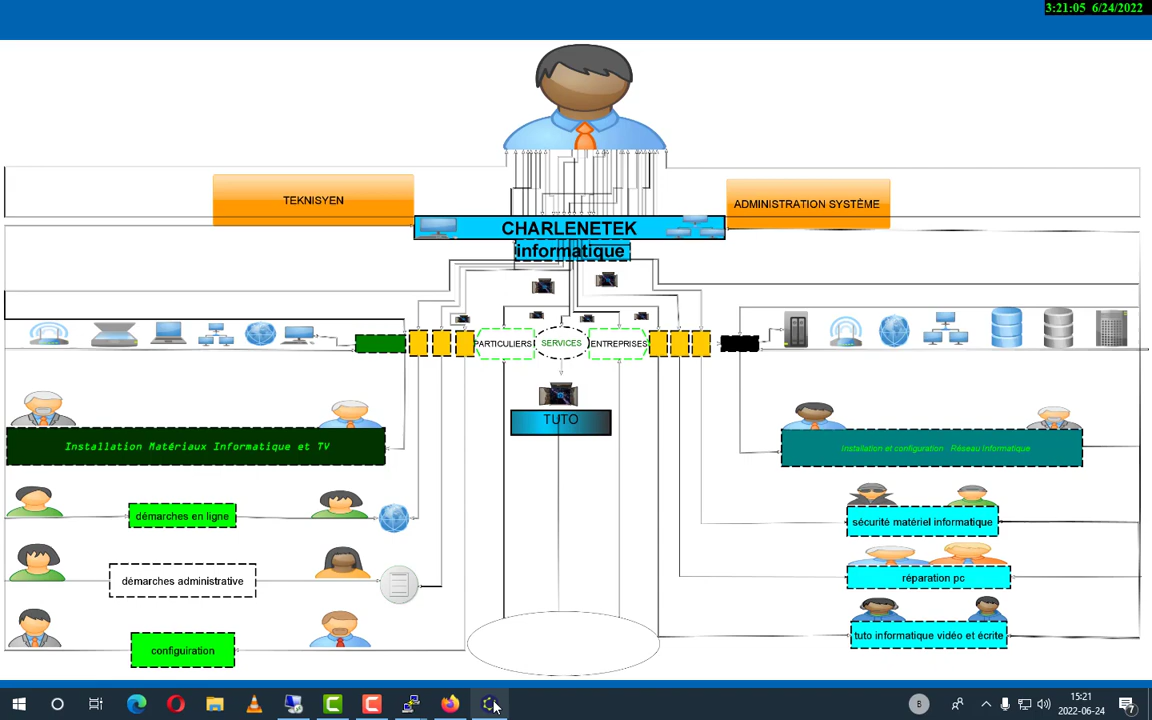 3:21:05 6/24/2022
TEKNISYEN
ADMINISTRATION SYSTÈME
CHARLENETEK
informatique
PARTICULIERS
SERVICES
ENTREPRISES
TUTO
Installation Matériaux Informatique et TV
Installation et configuration Réseau Informatique
démarches en ligne
sécurité matériel informatique
démarches administrative
réparation pc
configuiration
tuto informatique vidéo et écrite
B
15:21
2022-06-24
7